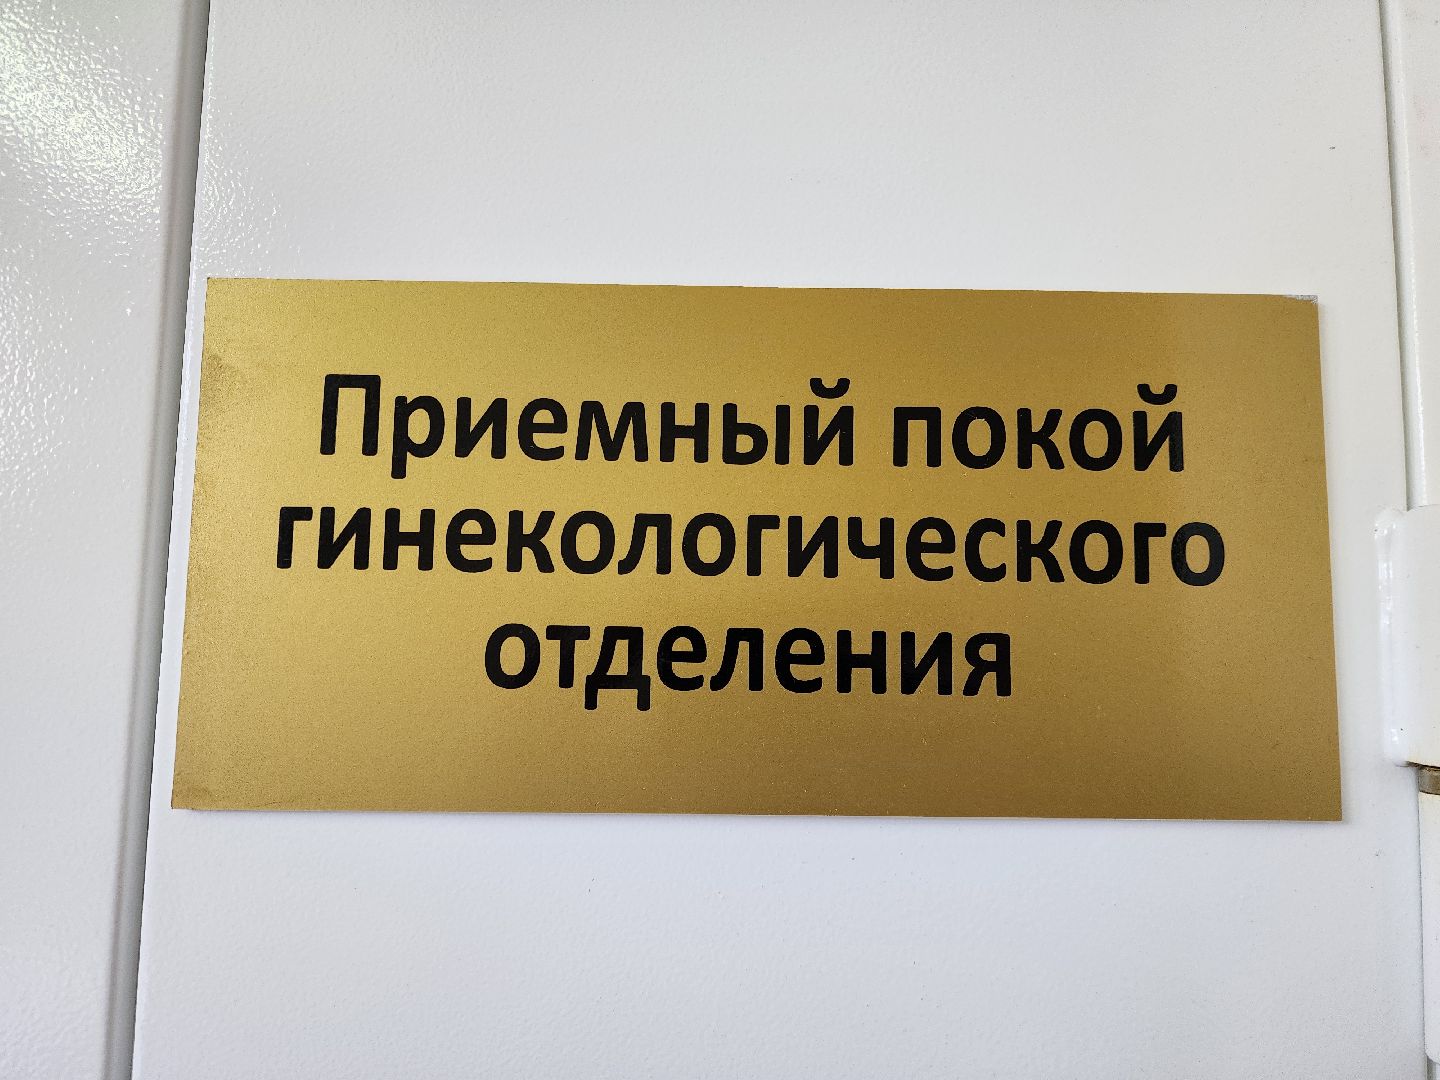 Приемный покой
гинекологического
отделения